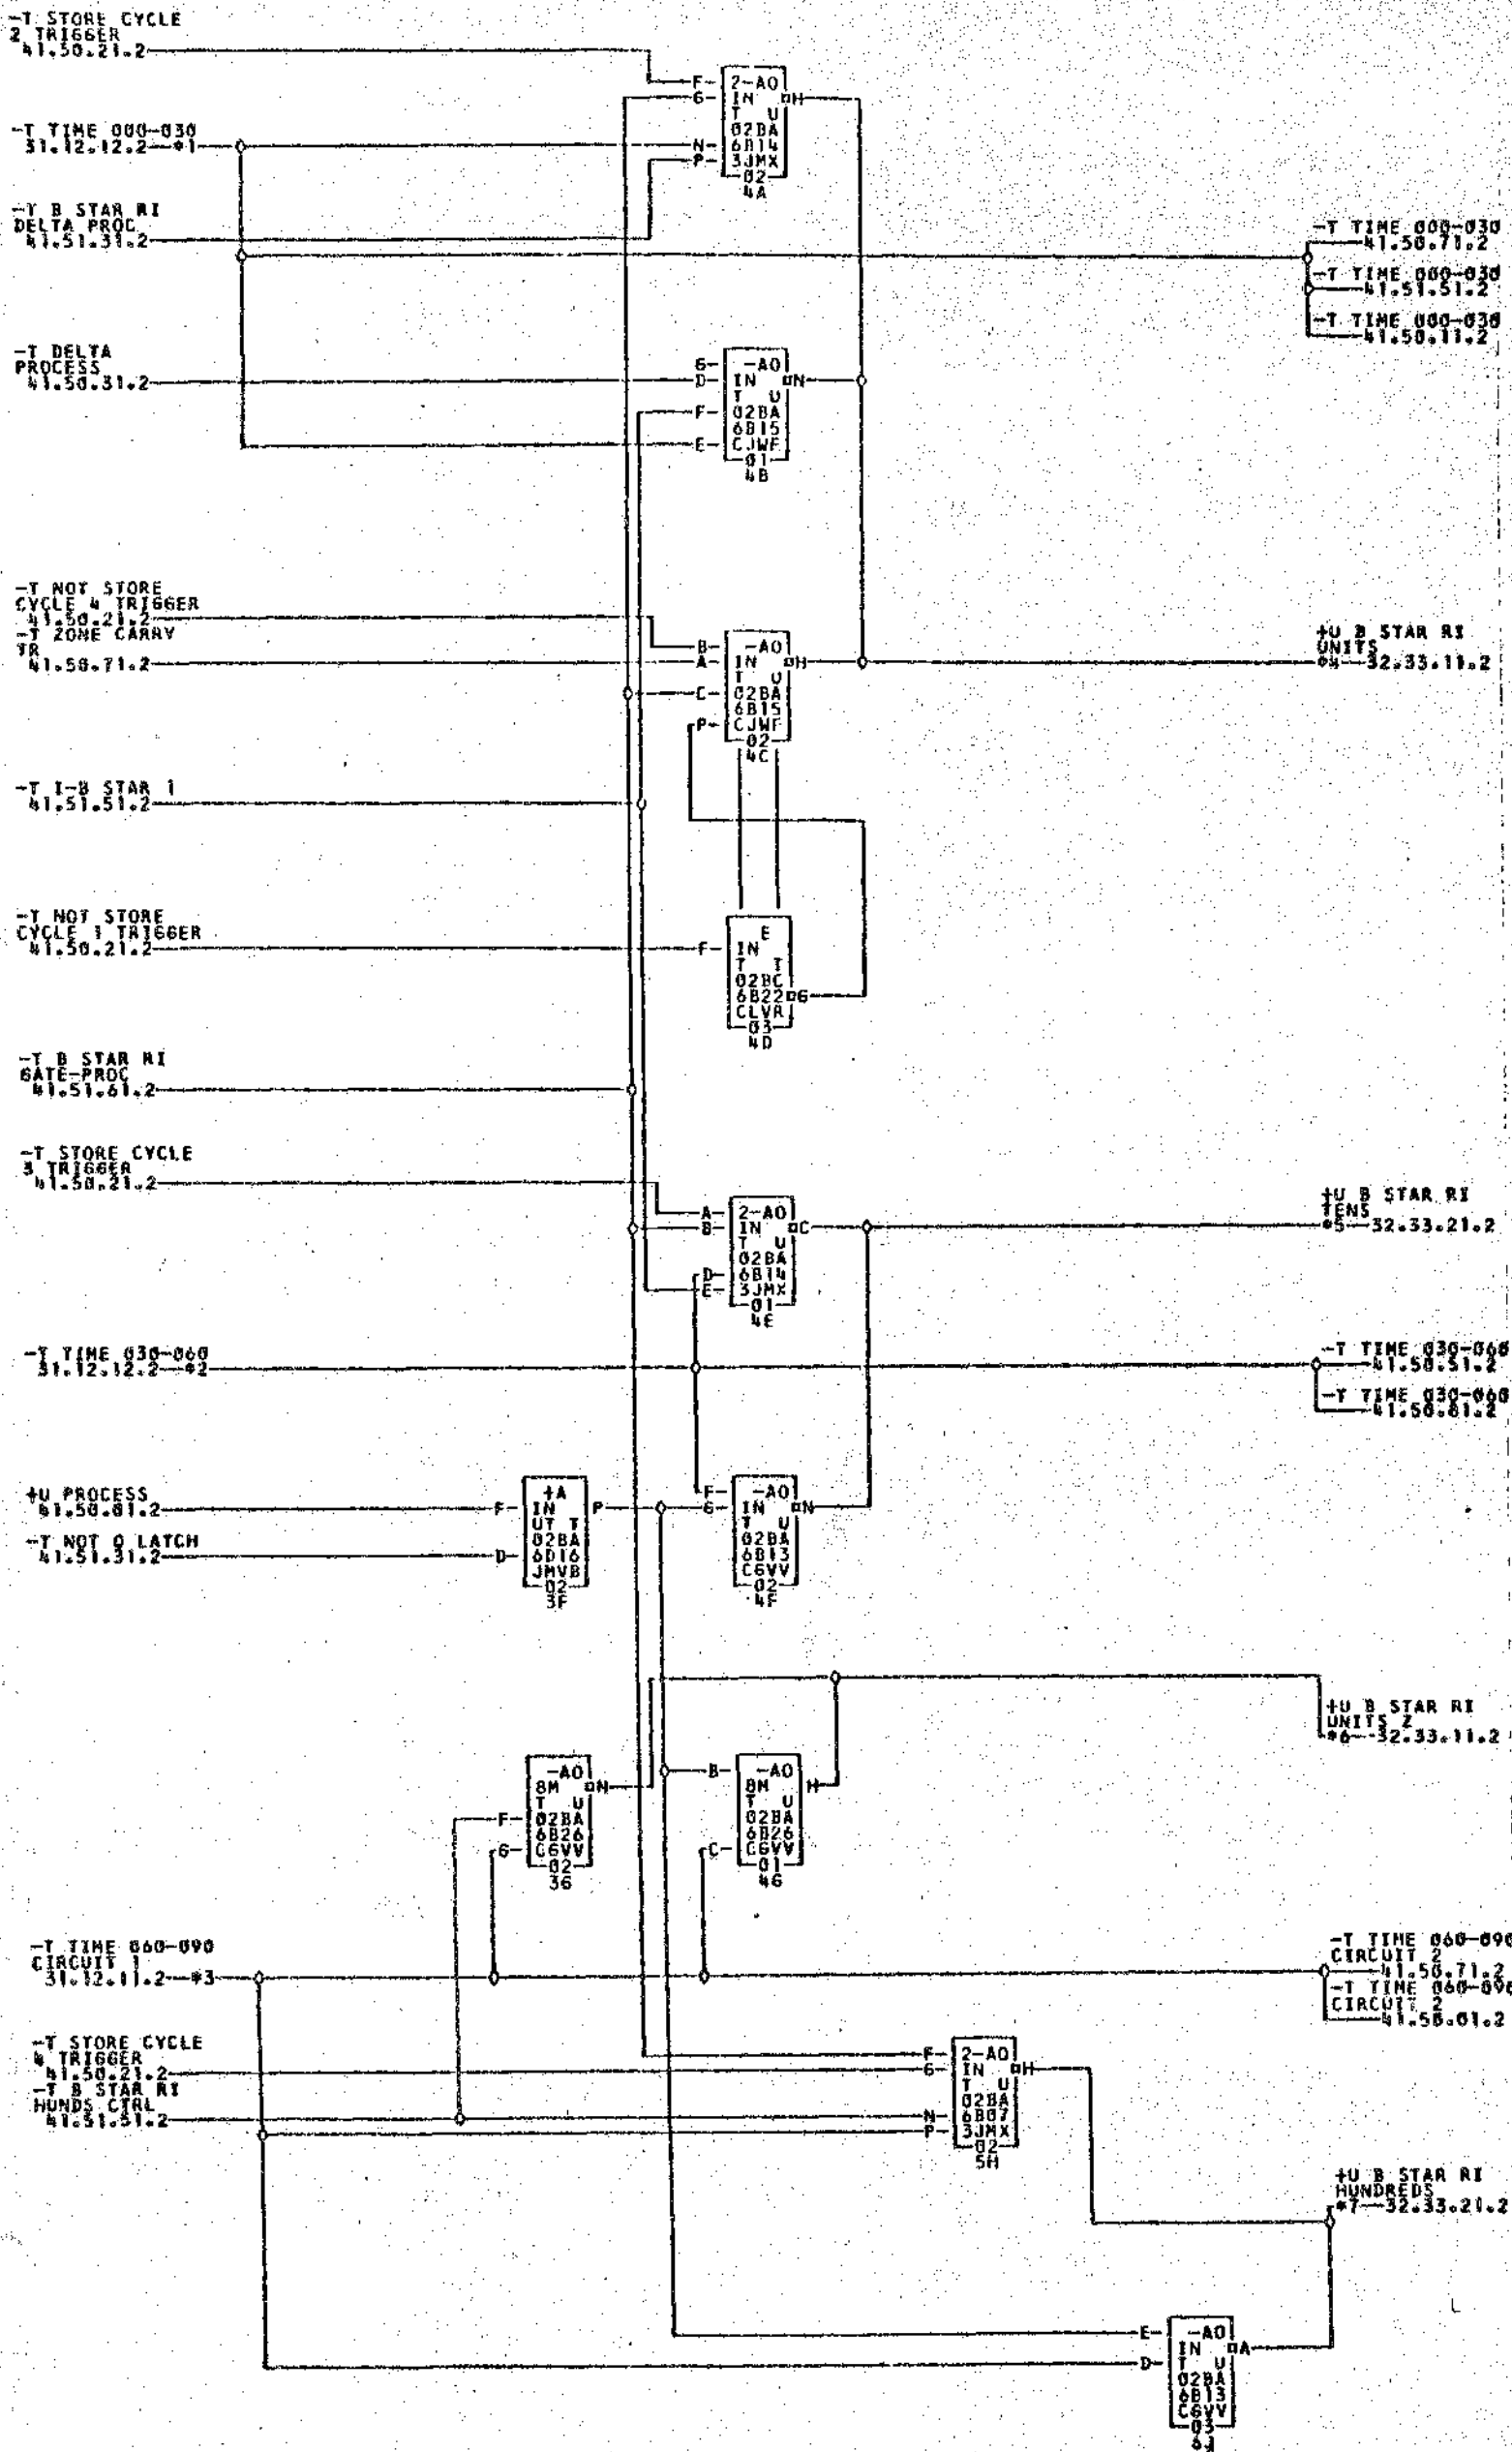 -T STORE CYCLE
2 TRIGGER
41.50.21.2
F- 2-AO
G- IN H
T U
02BA
-T TIME 000-030
31.12.12.2 *1
N- 6B14
P- 3JMX
02
4A
-T B STAR RI
DELTA PROC
41.51.31.2
-T TIME 000-030
41.50.71.2
-T TIME 000-030
41.51.51.2
-T TIME 000-030
41.50.11.2
-T DELTA
PROCESS
41.50.31.2
G- -AO
D- IN N
T U
F- 02BA
6B15
E- CJWF
01
4B
-T NOT STORE
CYCLE 4 TRIGGER
41.50.21.2
-T ZONE CARRY
TR
41.50.71.2
B- -AO
A- IN H
T U
C- 02BA
6B15
P- CJWF
02
4C
+U B STAR RI
UNITS
*4 32.33.11.2
-T I-B STAR 1
41.51.51.2
-T NOT STORE
CYCLE 1 TRIGGER
41.50.21.2
E
F- IN
T T
02BC
6B22 G
CLVR
03
4D
-T B STAR RI
GATE-PROC
41.51.61.2
-T STORE CYCLE
3 TRIGGER
41.50.21.2
A- 2-AO
B- IN C
T U
02BA
D- 6B14
E- 3JMX
01
4E
+U B STAR RI
TENS
*5 32.33.21.2
-T TIME 030-060
31.12.12.2 *2
-T TIME 030-060
41.50.51.2
-T TIME 030-060
41.50.61.2
+U PROCESS
41.50.61.2
-T NOT Q LATCH
41.51.31.2
+A
F- IN P
UT T
02BA
D- 6D16
JMVB
02
3F
F- -AO
G- IN N
T U
02BA
6B13
C6VV
02
4F
+U B STAR RI
UNITS Z
*6 32.33.11.2
-AO
8M N
T U
F- 02BA
6B26
G- C6VV
02
3G
B- -AO
8M H
T U
02BA
6B26
C- C6VV
01
4G
-T TIME 060-090
CIRCUIT 1
31.12.11.2 *3
-T TIME 060-090
CIRCUIT 2
41.50.71.2
-T TIME 060-090
CIRCUIT 2
41.50.61.2
-T STORE CYCLE
4 TRIGGER
41.50.21.2
-T B STAR RI
HUNDS CTRL
41.51.51.2
F- 2-AO
G- IN H
T U
02BA
N- 6B07
P- 3JMX
02
5H
+U B STAR RI
HUNDREDS
*7 32.33.21.2
E- -AO
IN A
D- T U
02BA
6B13
C6VV
03
6J